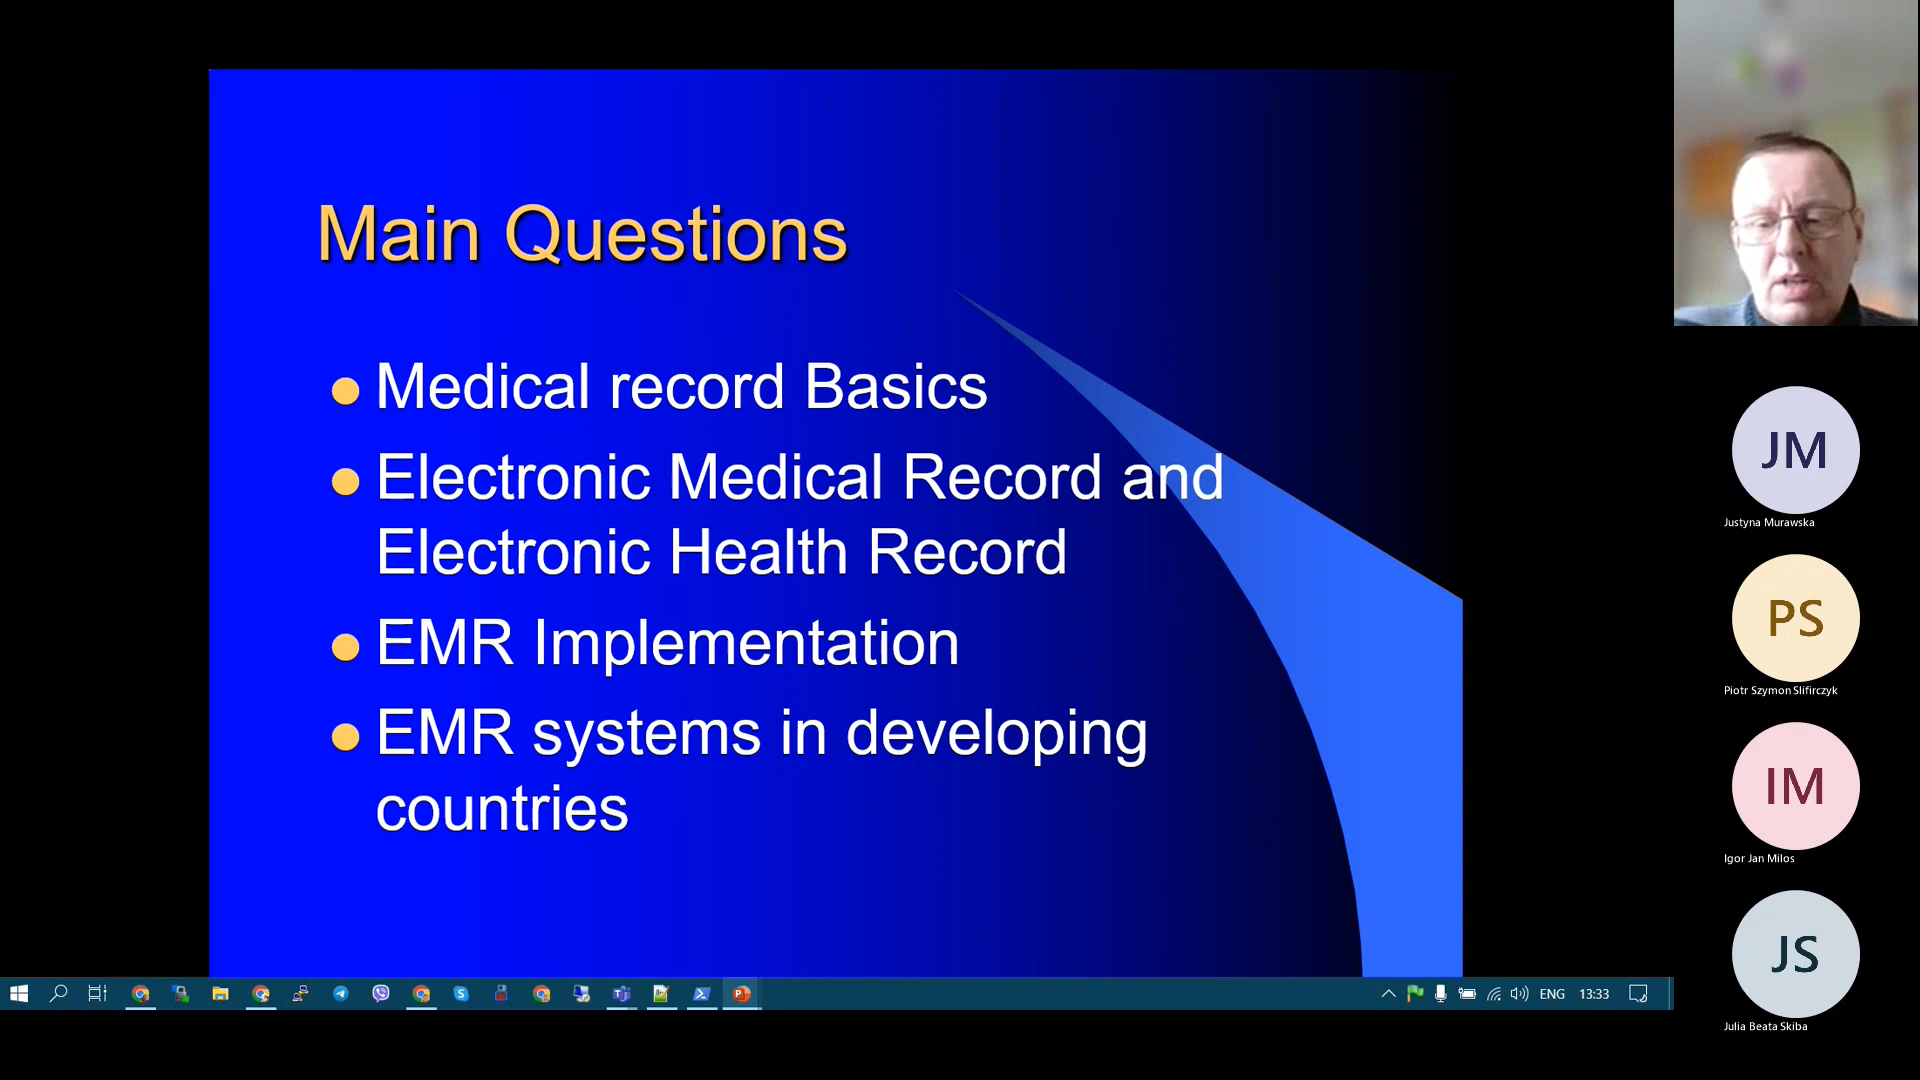 Main Questions
Medical record Basics
Electronic Medical Record and
Electronic Health Record
EMR Implementation
EMR systems in developing
countries
JM
Justyna Murawska
PS
Piotr Szymon Slifirczyk
IM
Igor Jan Milos
JS
Julia Beata Skiba
ENG
13:33